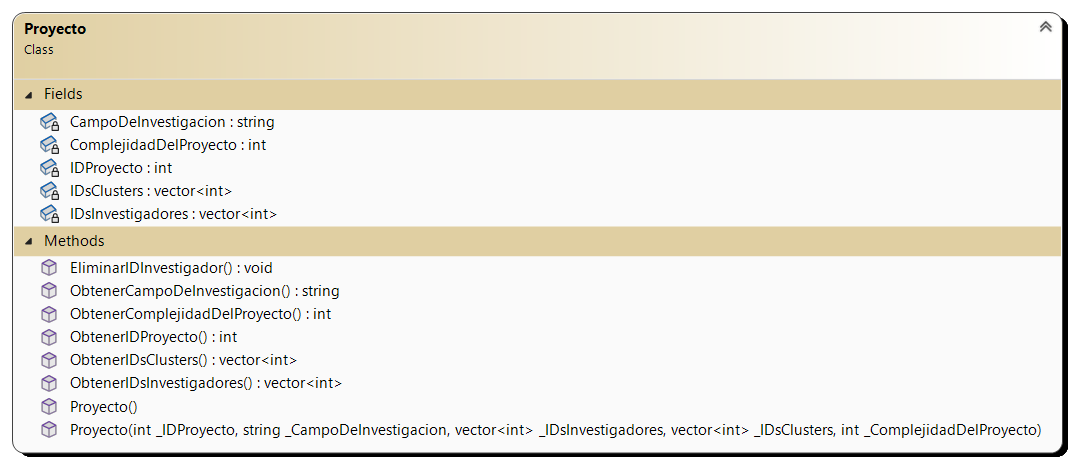 Proyecto
Class
Fields
CampoDeInvestigacion : string
ComplejidadDelProyecto : int
IDProyecto : int
IDsClusters : vector<int>
IDsInvestigadores : vector<int>
Methods
EliminarIDInvestigador() : void
ObtenerCampoDeInvestigacion() : string
ObtenerComplejidadDelProyecto() : int
ObtenerIDProyecto() : int
ObtenerIDsClusters() : vector<int>
ObtenerIDsInvestigadores() : vector<int>
Proyecto()
Proyecto(int _IDProyecto, string _CampoDeInvestigacion, vector<int> _IDsInvestigadores, vector<int> _IDsClusters, int _ComplejidadDelProyecto)